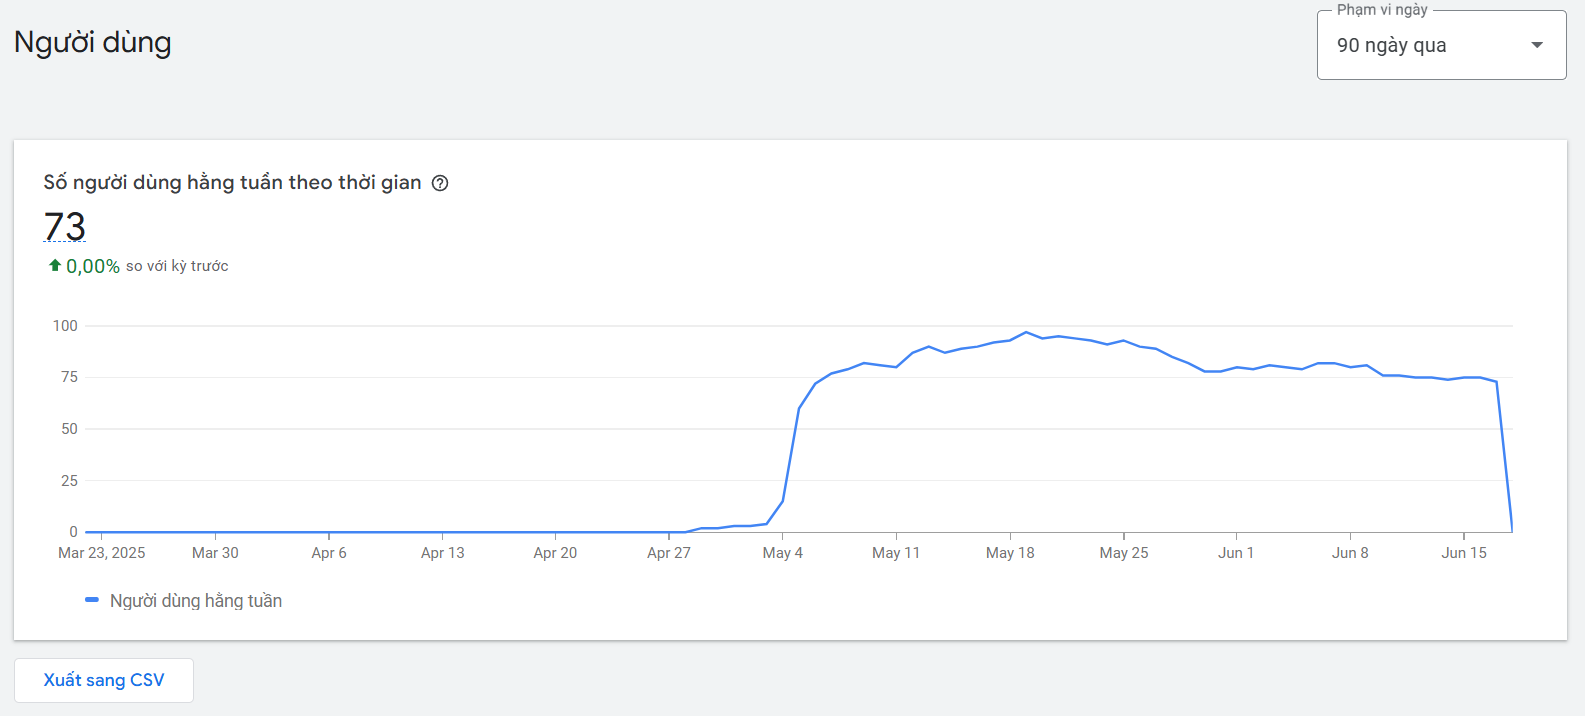 Phạm vi ngày
Người dùng
90 ngày qua
Số người dùng hằng tuần theo thời gian
73
0,00% so với kỳ trước
100
75
50
25
0
Mar 23, 2025 Mar 30 Apr 6 Apr 13 Apr 20 Apr 27 May 4 May 11 May 18 May 25 Jun 1 Jun 8 Jun 15
Người dùng hằng tuần
Xuất sang CSV